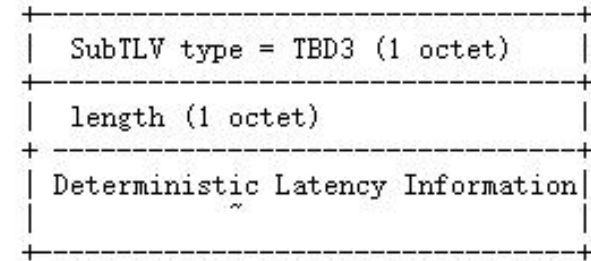 +-----------------------------------+
| SubTLV type = TBD3 (1 octet) |
+-----------------------------------+
| length (1 octet) |
+ ----------------------------------+
| Deterministic Latency Information|
| ~ |
+-----------------------------------+